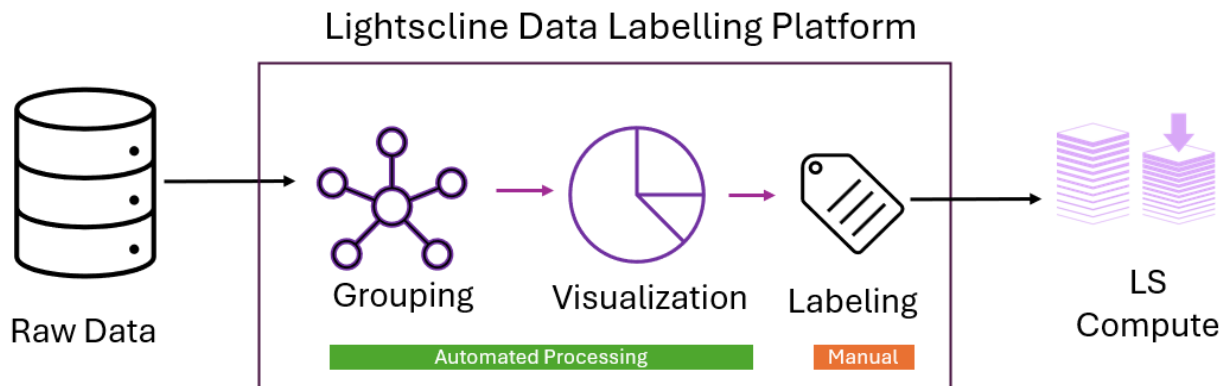 Lightscline Data Labelling Platform
Grouping
Visualization
Labeling
Raw Data
LS
Compute
Automated Processing
Manual